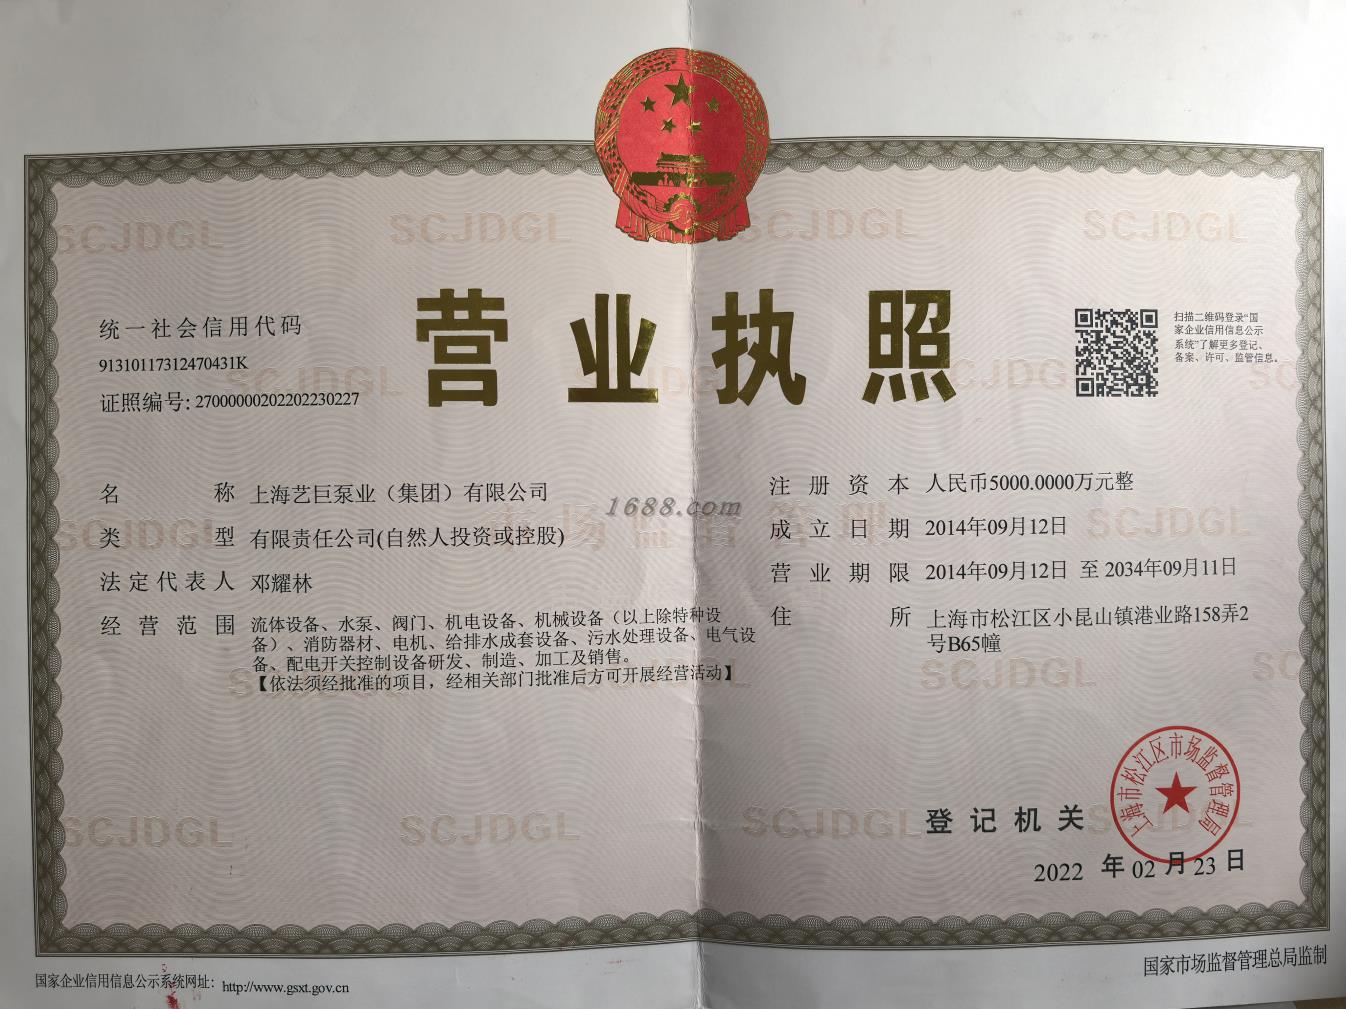 营业执照
统一社会信用代码
91310117312470431K
证照编号: 27000000202202230227
扫描二维码登录“国
家企业信用信息公示
系统”了解更多登记、
备案、许可、监管信息。
名 称 上海艺巨泵业（集团）有限公司
类 型 有限责任公司(自然人投资或控股)
法定代表人 邓耀林
经营范围 流体设备、水泵、阀门、机电设备、机械设备（以上除特种设
备）、消防器材、电机、给排水成套设备、污水处理设备、电气设
备、配电开关控制设备研发、制造、加工及销售。
【依法须经批准的项目，经相关部门批准后方可开展经营活动】
注册资本 人民币5000.0000万元整
成立日期 2014年09月12日
营业期限 2014年09月12日 至 2034年09月11日
住 所 上海市松江区小昆山镇港业路158弄2
号B65幢
1688.com
SCJDGL SCJDGL SCJDGL SCJDGL
登记机关
上海市松江区市场监督管理局
2022 年 02 月 23 日
国家企业信用信息公示系统网址: http://www.gsxt.gov.cn
国家市场监督管理总局监制